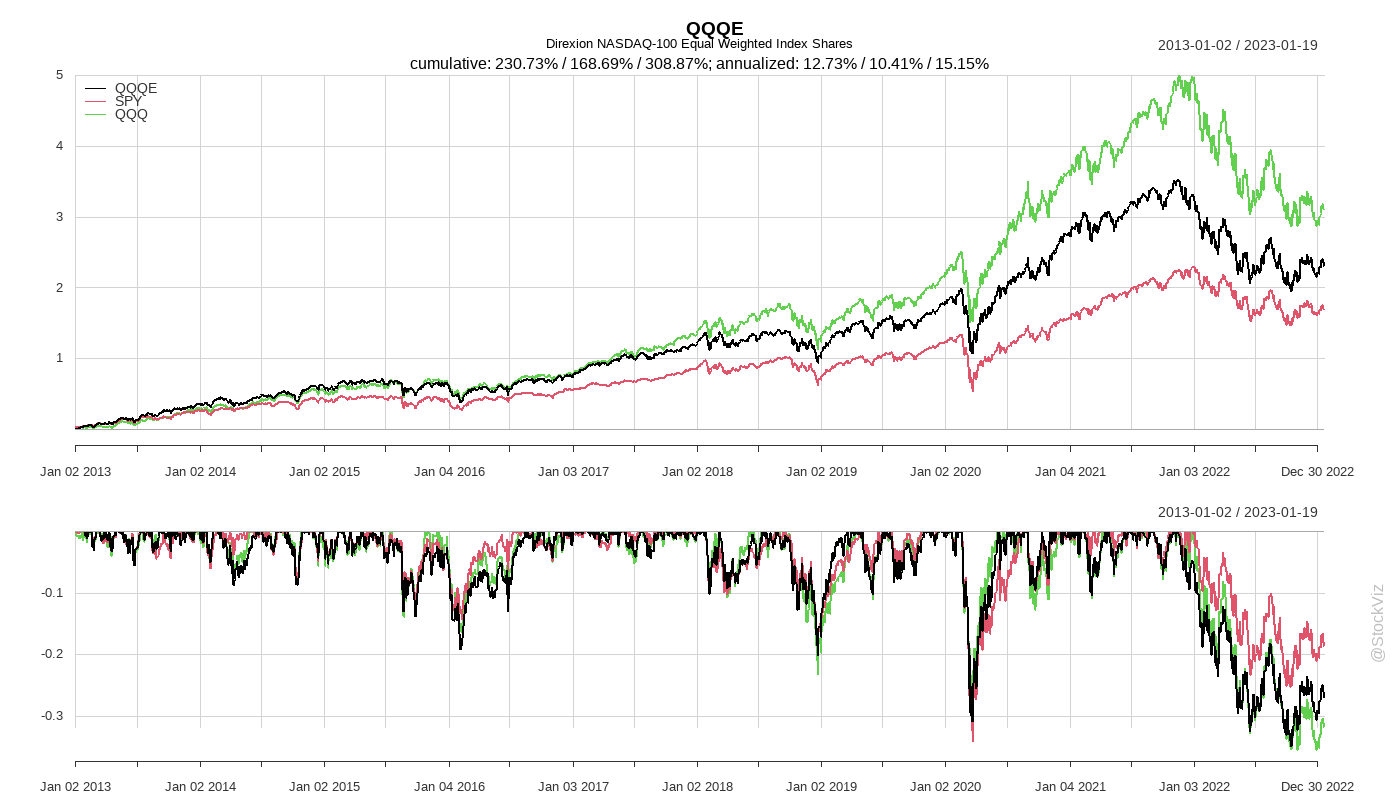 QQQE
Direxion NASDAQ-100 Equal Weighted Index Shares
2013-01-02 / 2023-01-19
cumulative: 230.73% / 168.69% / 308.87%; annualized: 12.73% / 10.41% / 15.15%
QQQE
SPY
QQQ
5
4
3
2
1
Jan 02 2013 Jan 02 2014 Jan 02 2015 Jan 04 2016 Jan 03 2017 Jan 02 2018 Jan 02 2019 Jan 02 2020 Jan 04 2021 Jan 03 2022 Dec 30 2022
2013-01-02 / 2023-01-19
-0.1
-0.2
-0.3
Jan 02 2013 Jan 02 2014 Jan 02 2015 Jan 04 2016 Jan 03 2017 Jan 02 2018 Jan 02 2019 Jan 02 2020 Jan 04 2021 Jan 03 2022 Dec 30 2022
@StockViz